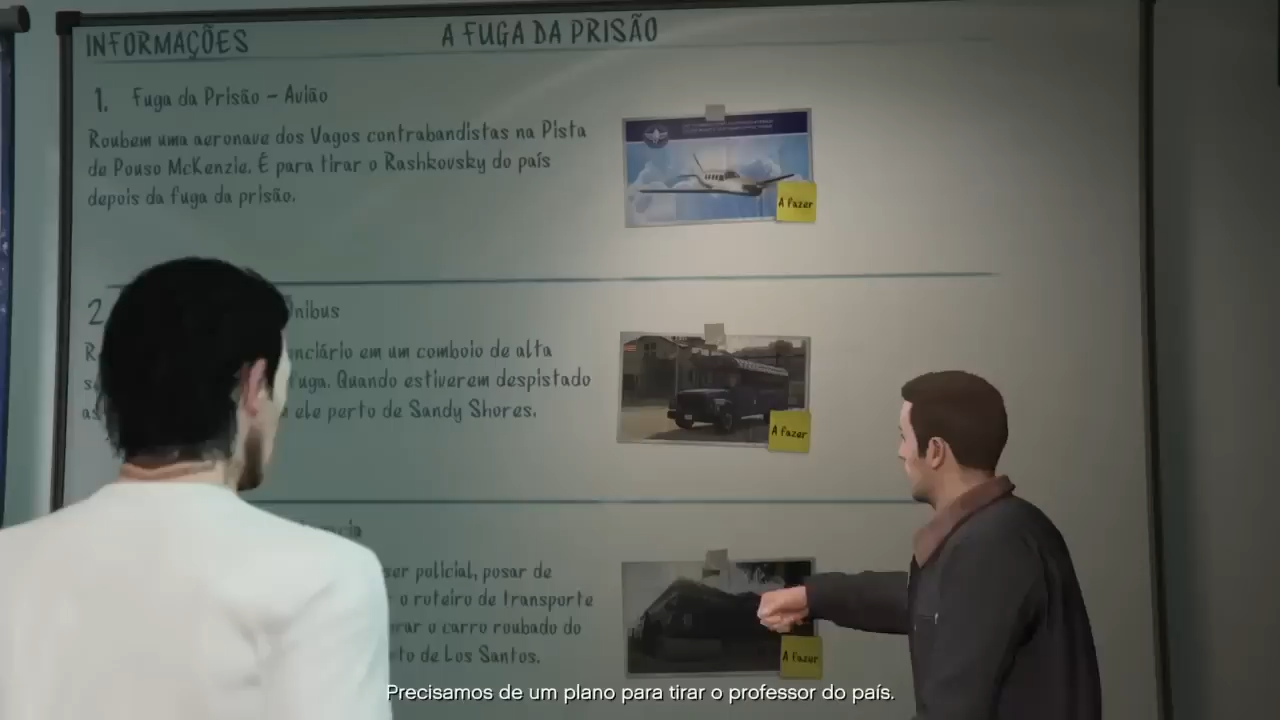 INFORMAÇÕES
A FUGA DA PRISÃO
1. Fuga da Prisão - Avião
Roubem uma aeronave dos Vagos contrabandistas na Pista
de Pouso McKenzie. É para tirar o Rashkovsky do país
depois da fuga da prisão.
A fazer
2
R
nciário em um comboio de alta
s
fuga. Quando estiverem despistado
as
ele perto de Sandy Shores.
A fazer
ser policial, posar de
o roteiro de transporte
rar o carro roubado do
to de Los Santos.
A fazer
Precisamos de um plano para tirar o professor do país.